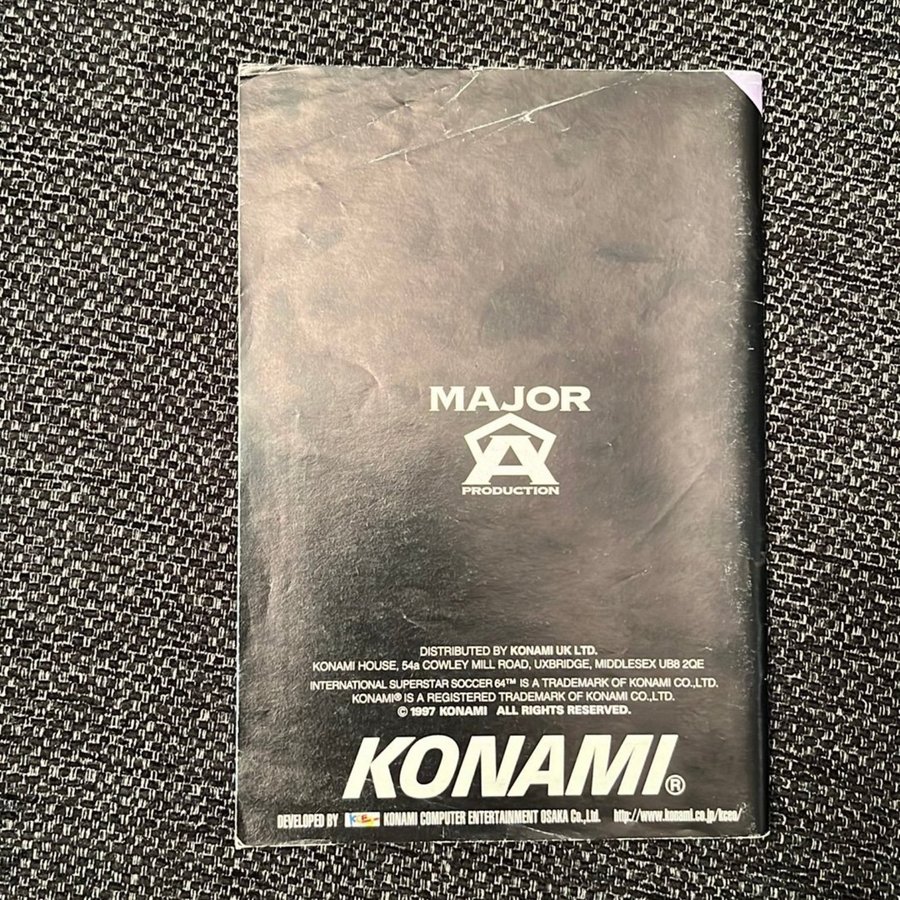 MAJOR
A
PRODUCTION
DISTRIBUTED BY KONAMI UK LTD.
KONAMI HOUSE, 54a COWLEY MILL ROAD, UXBRIDGE, MIDDLESEX UB8 2QE
INTERNATIONAL SUPERSTAR SOCCER 64™ IS A TRADEMARK OF KONAMI CO.,LTD.
KONAMI® IS A REGISTERED TRADEMARK OF KONAMI CO.,LTD.
© 1997 KONAMI ALL RIGHTS RESERVED.
KONAMI®
DEVELOPED BY KCE KONAMI COMPUTER ENTERTAINMENT OSAKA Co.,Ltd. http://www.konami.co.jp/kceo/